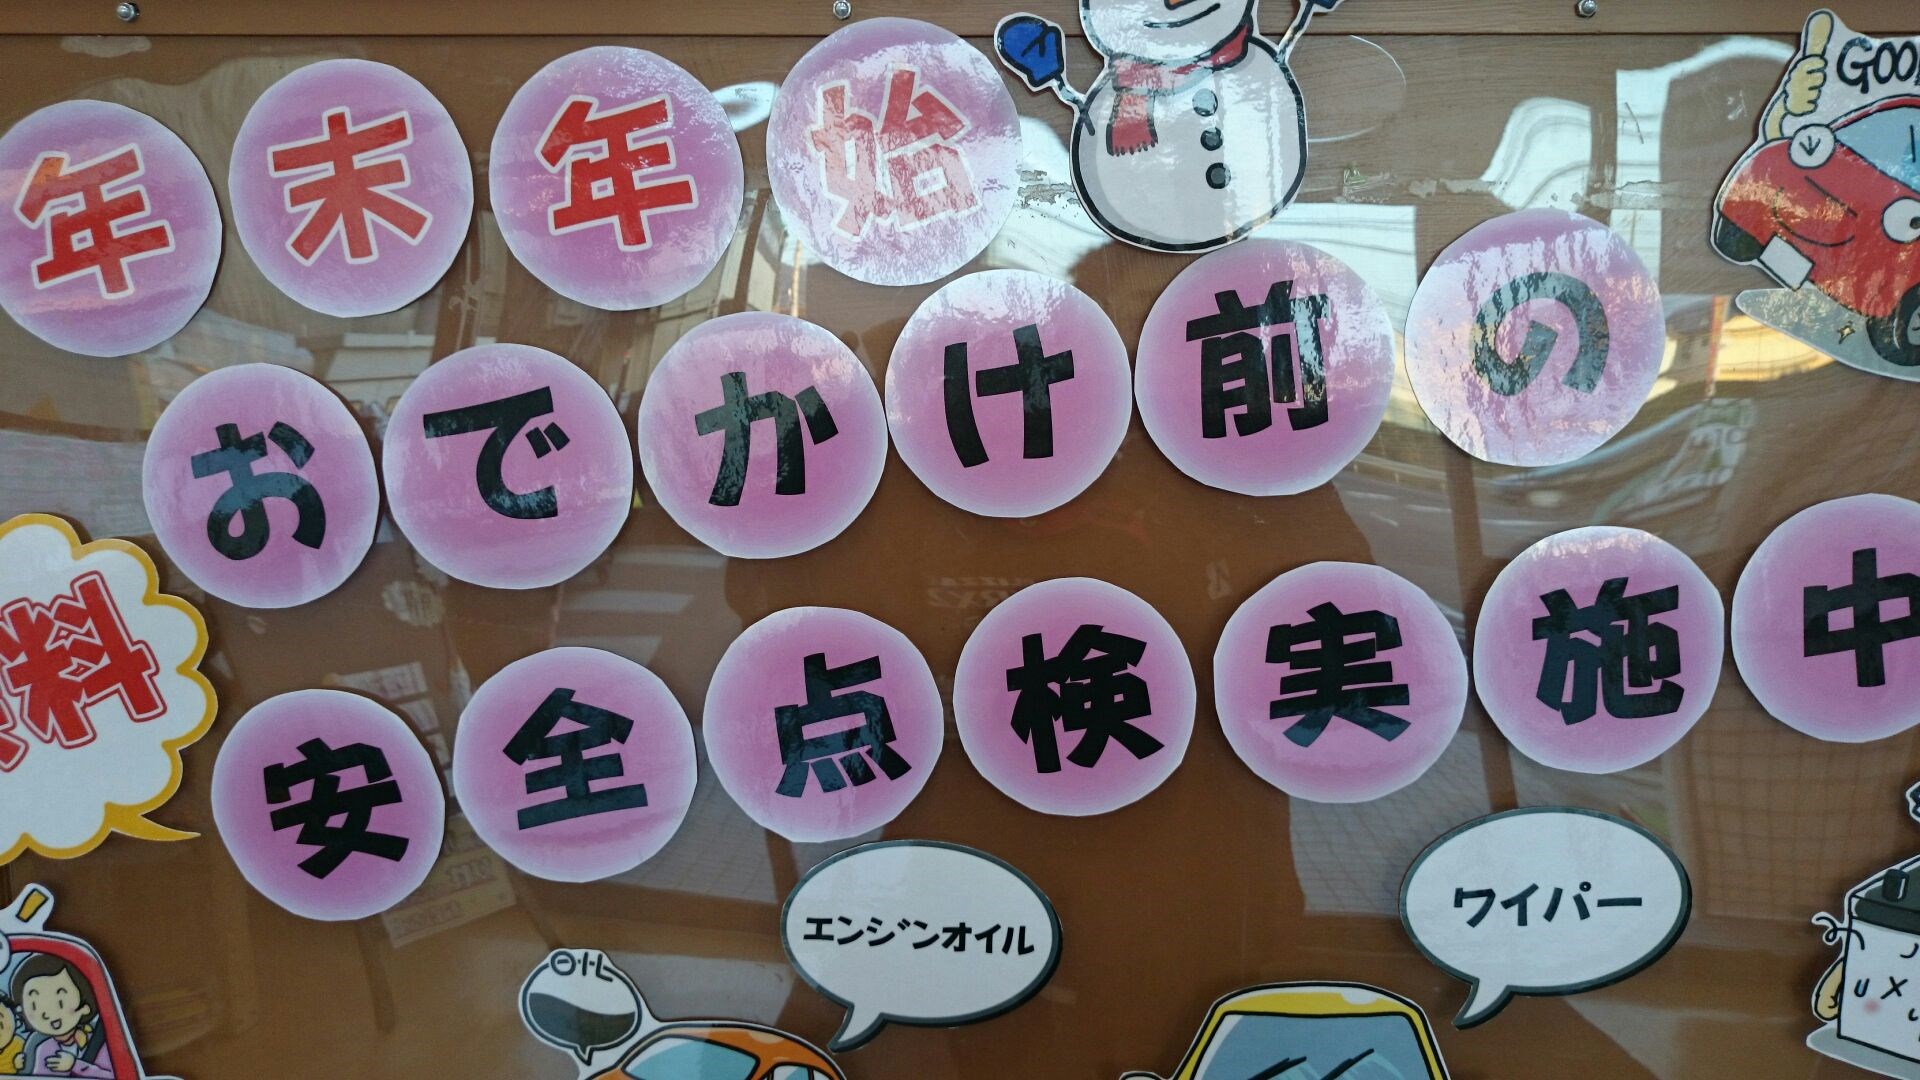 年末年始
GOO
おでかけ前の
料
安全点検実施中
エンジンオイル
ワイパー
OIL